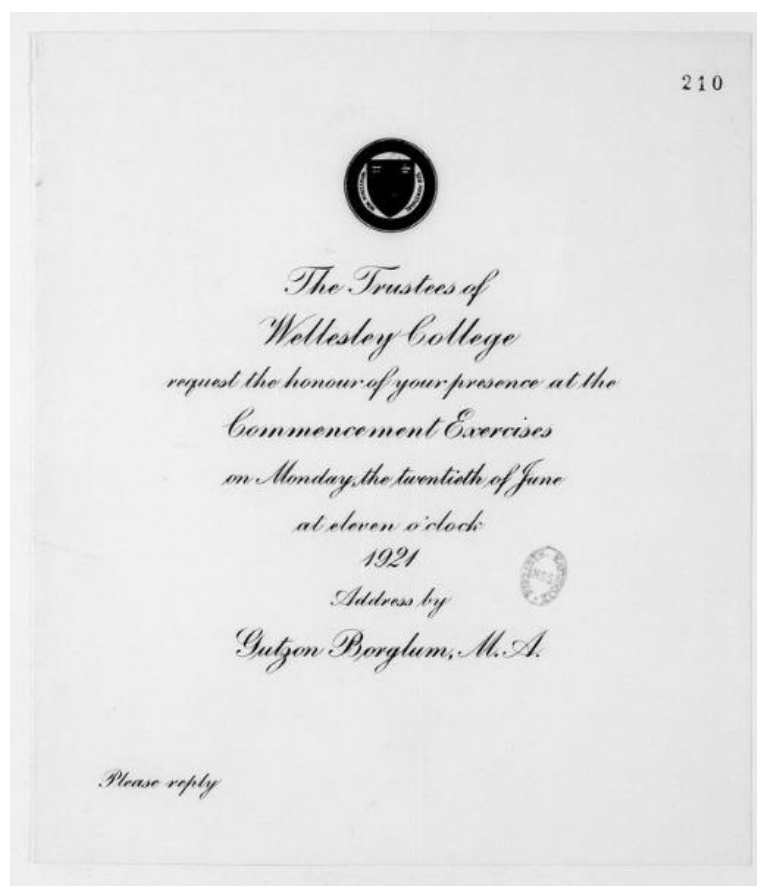 210
The Trustees of
Wellesley College
request the honour of your presence at the
Commencement Exercises
on Monday, the twentieth of June
at eleven o'clock
1921
Address by
Gutzon Borglum, M.A.
Please reply